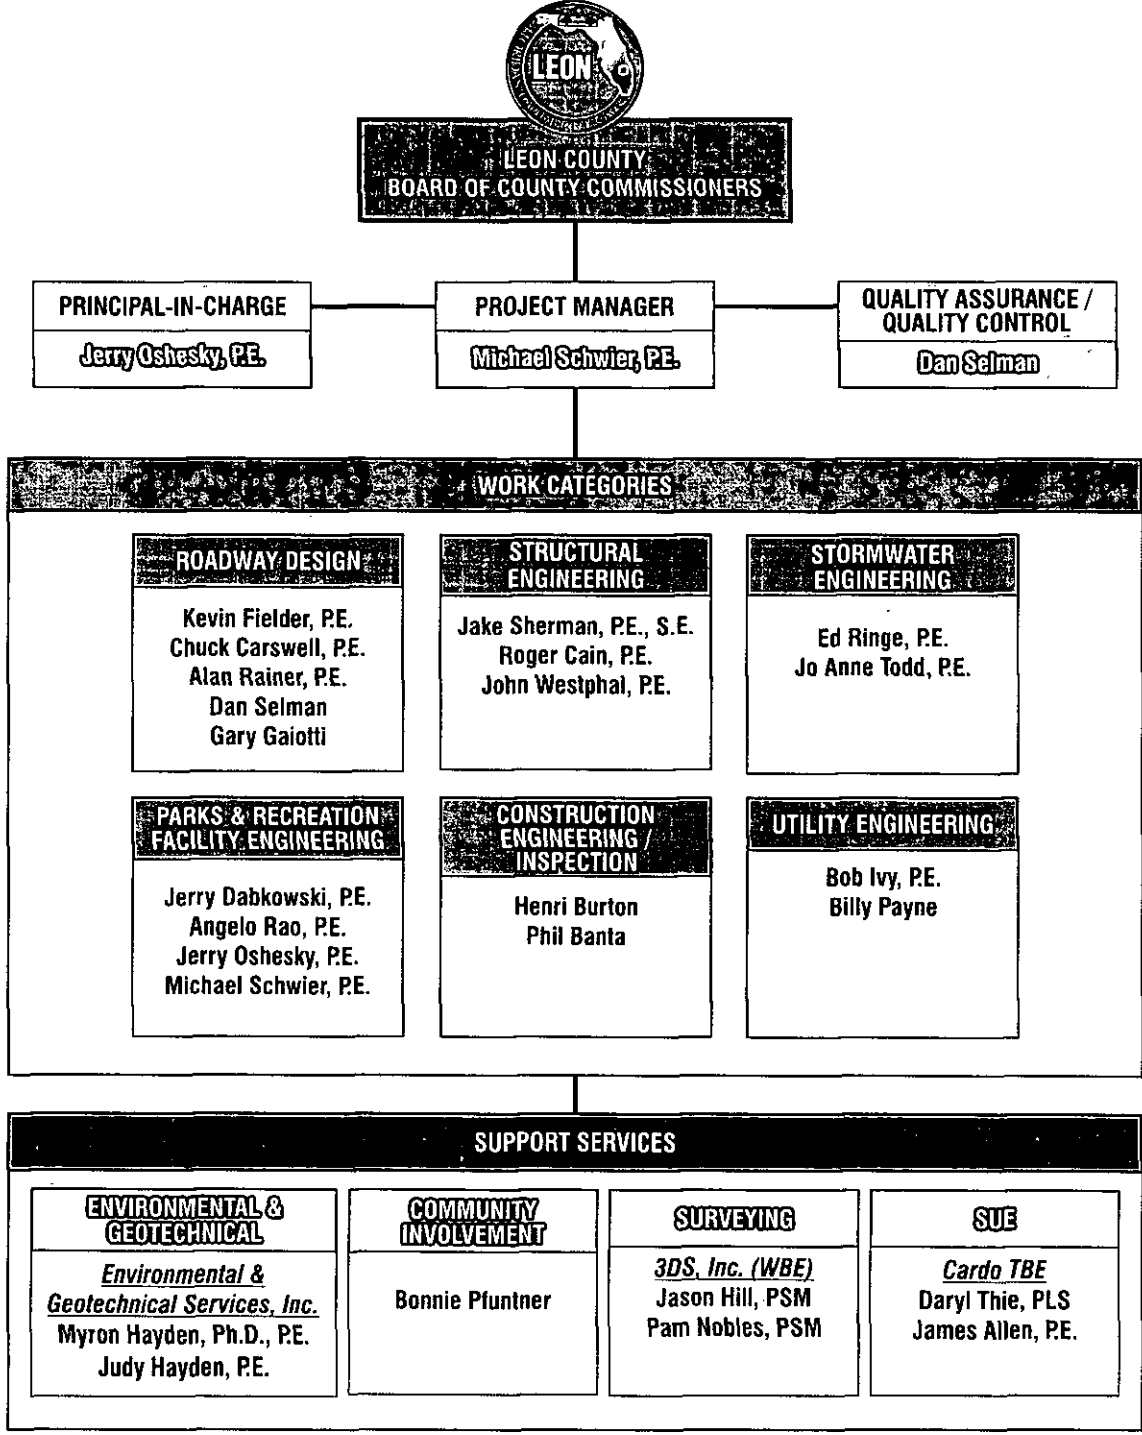 LEON
LEON COUNTY
BOARD OF COUNTY COMMISSIONERS
PRINCIPAL-IN-CHARGE
Jerry Oshesky, P.E.
PROJECT MANAGER
Michael Schwier, P.E.
QUALITY ASSURANCE /
QUALITY CONTROL
Dan Selman
WORK CATEGORIES
ROADWAY DESIGN
Kevin Fielder, P.E.
Chuck Carswell, P.E.
Alan Rainer, P.E.
Dan Selman
Gary Gaiotti
STRUCTURAL
ENGINEERING
Jake Sherman, P.E., S.E.
Roger Cain, P.E.
John Westphal, P.E.
STORMWATER
ENGINEERING
Ed Ringe, P.E.
Jo Anne Todd, P.E.
PARKS & RECREATION
FACILITY ENGINEERING
Jerry Dabkowski, P.E.
Angelo Rao, P.E.
Jerry Oshesky, P.E.
Michael Schwier, P.E.
CONSTRUCTION
ENGINEERING /
INSPECTION
Henri Burton
Phil Banta
UTILITY ENGINEERING
Bob Ivy, P.E.
Billy Payne
SUPPORT SERVICES
ENVIRONMENTAL &
GEOTECHNICAL
Environmental &
Geotechnical Services, Inc.
Myron Hayden, Ph.D., P.E.
Judy Hayden, P.E.
COMMUNITY
INVOLVEMENT
Bonnie Pfuntner
SURVEYING
3DS, Inc. (WBE)
Jason Hill, PSM
Pam Nobles, PSM
SUE
Cardo TBE
Daryl Thie, PLS
James Allen, P.E.